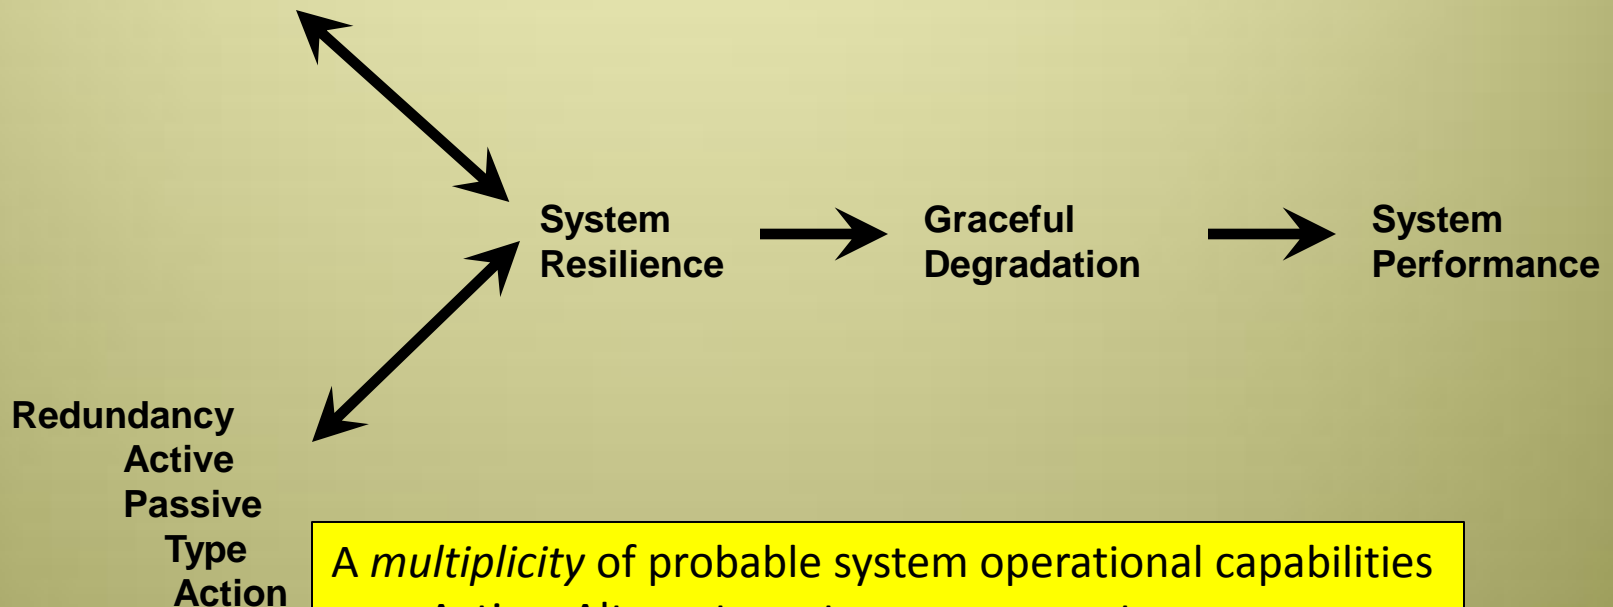 System
Resilience
Graceful
Degradation
System
Performance
Redundancy
Active
Passive
Type
Action
A multiplicity of probable system operational capabilities